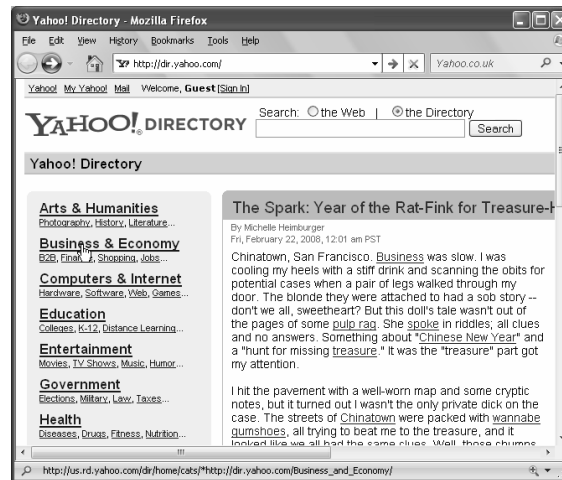 Yahoo! Directory - Mozilla Firefox
File Edit View History Bookmarks Tools Help
http://dir.yahoo.com/ Yahoo.co.uk
Yahoo! My Yahoo! Mail Welcome, Guest [Sign In]
YAHOO! DIRECTORY
Search: the Web | the Directory
Search
Yahoo! Directory
Arts & Humanities
Photography, History, Literature...
Business & Economy
B2B, Finance, Shopping, Jobs...
Computers & Internet
Hardware, Software, Web, Games...
Education
Colleges, K-12, Distance Learning...
Entertainment
Movies, TV Shows, Music, Humor...
Government
Elections, Military, Law, Taxes...
Health
Diseases, Drugs, Fitness, Nutrition...
The Spark: Year of the Rat-Fink for Treasure-H
By Michelle Heimburger
Fri, February 22, 2008, 12:01 am PST
Chinatown, San Francisco. Business was slow. I was
cooling my heels with a stiff drink and scanning the obits for
potential cases when a pair of legs walked through my
door. The blonde they were attached to had a sob story --
don't we all, sweetheart? But this doll's tale wasn't out of
the pages of some pulp rag. She spoke in riddles; all clues
and no answers. Something about "Chinese New Year" and
a "hunt for missing treasure." It was the "treasure" part got
my attention.
I hit the pavement with a well-worn map and some cryptic
notes, but it turned out I wasn't the only private dick on the
case. The streets of Chinatown were packed with wannabe
gumshoes, all trying to beat me to the treasure, and it
looked like we all had the same clues. Well, those chumps
http://us.rd.yahoo.com/dir/home/cats/*http://dir.yahoo.com/Business_and_Economy/